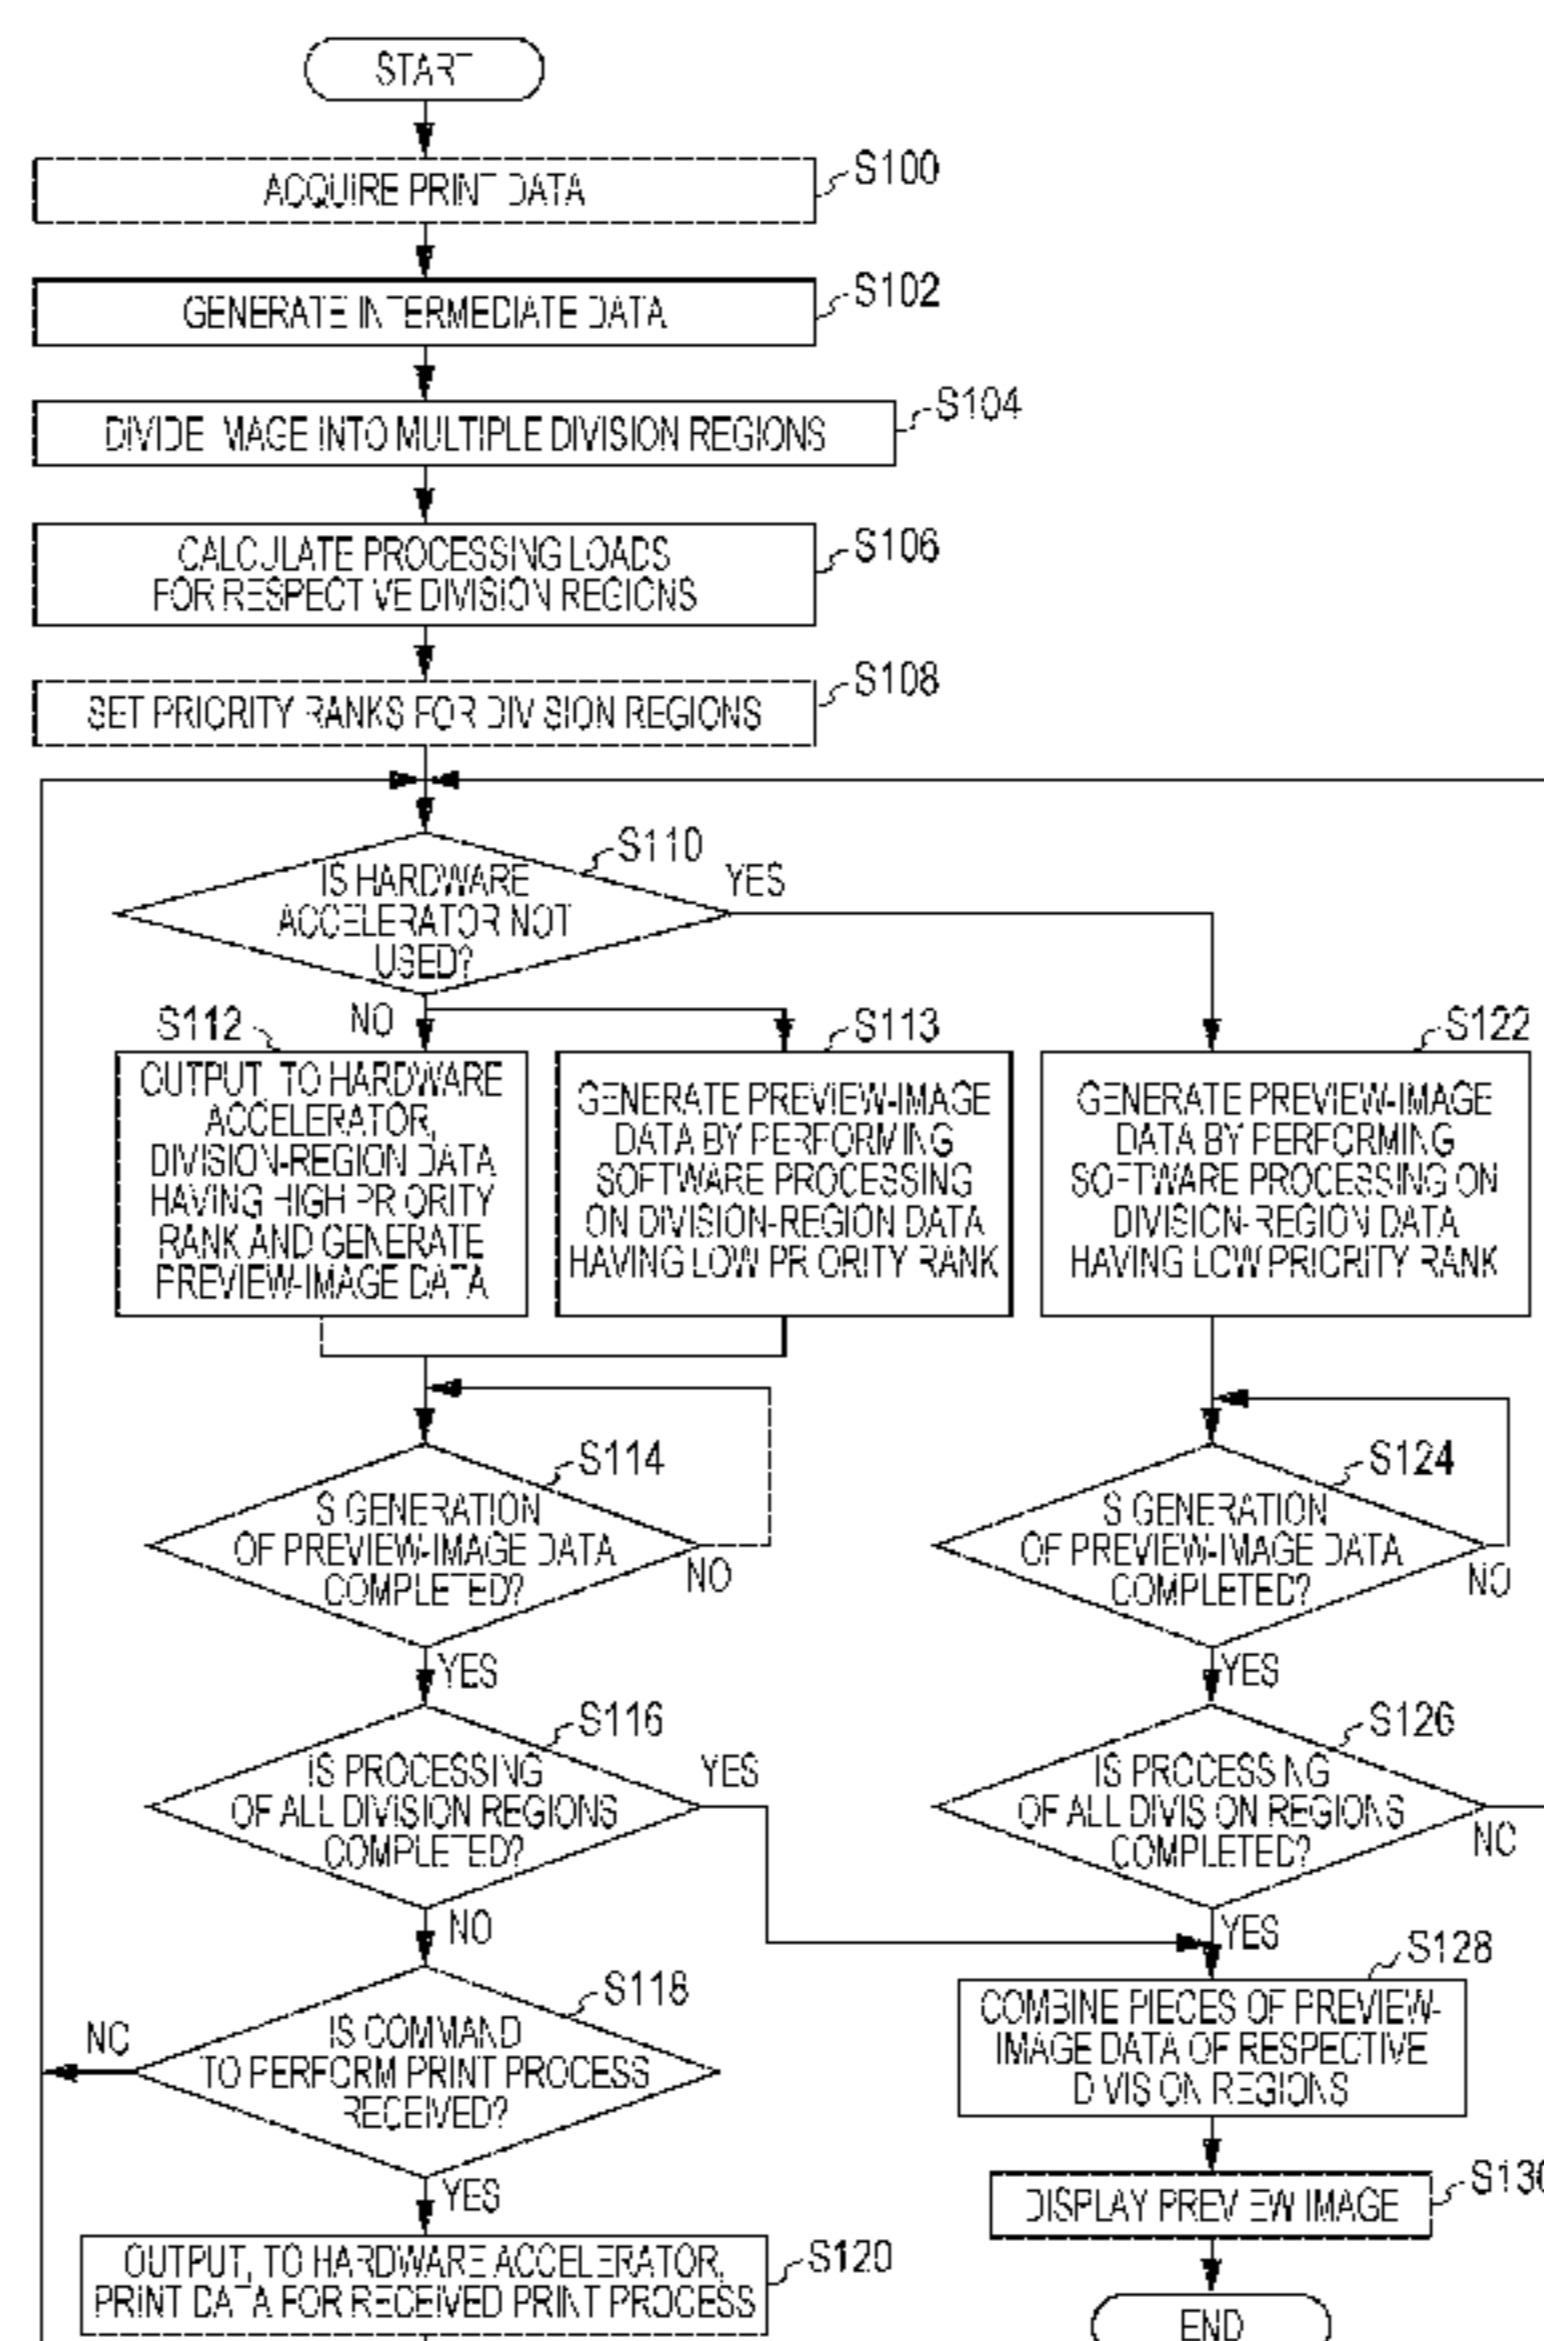 START
ACQUIRE PRINT DATA
S100
GENERATE INTERMEDIATE DATA
S102
DIVIDE IMAGE INTO MULTIPLE DIVISION REGIONS
S104
CALCULATE PROCESSING LOADS
FOR RESPECTIVE DIVISION REGIONS
S106
SET PRIORITY RANKS FOR DIVISION REGIONS
S108
S110
IS HARDWARE
ACCELERATOR NOT
USED?
YES
NO
S112
OUTPUT, TO HARDWARE
ACCELERATOR,
DIVISION-REGION DATA
HAVING HIGH PRIORITY
RANK AND GENERATE
PREVIEW-IMAGE DATA
S113
GENERATE PREVIEW-IMAGE
DATA BY PERFORMING
SOFTWARE PROCESSING
ON DIVISION-REGION DATA
HAVING LOW PRIORITY RANK
S122
GENERATE PREVIEW-IMAGE
DATA BY PERFORMING
SOFTWARE PROCESSING ON
DIVISION-REGION DATA
HAVING LOW PRIORITY RANK
S114
IS GENERATION
OF PREVIEW-IMAGE DATA
COMPLETED?
NO
YES
S124
IS GENERATION
OF PREVIEW-IMAGE DATA
COMPLETED?
NO
YES
S116
IS PROCESSING
OF ALL DIVISION REGIONS
COMPLETED?
YES
NO
S126
IS PROCESSING
OF ALL DIVISION REGIONS
COMPLETED?
NO
YES
S118
IS COMMAND
TO PERFORM PRINT PROCESS
RECEIVED?
NO
YES
S128
COMBINE PIECES OF PREVIEW-
IMAGE DATA OF RESPECTIVE
DIVISION REGIONS
S130
DISPLAY PREVIEW IMAGE
S120
OUTPUT, TO HARDWARE ACCELERATOR,
PRINT DATA FOR RECEIVED PRINT PROCESS
END